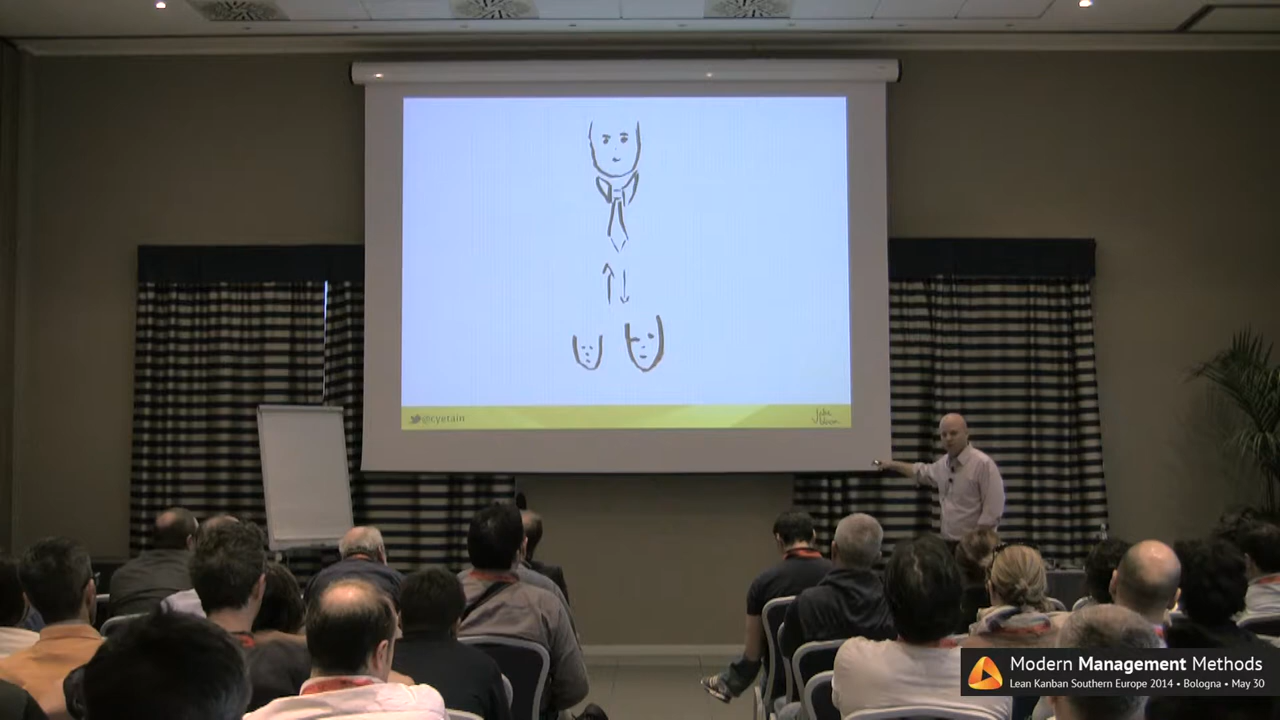 @cyetain
Modern Management Methods
Lean Kanban Southern Europe 2014 • Bologna • May 30